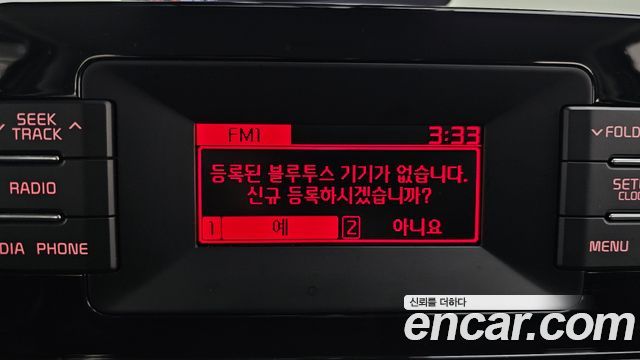 SEEK
TRACK
RADIO
DIA PHONE
FM1 3:33
등록된 블루투스 기기가 없습니다.
신규 등록하시겠습니까?
1 예 2 아니요
FOLD
SET
CLOC
MENU
신뢰를 더하다
encar.com